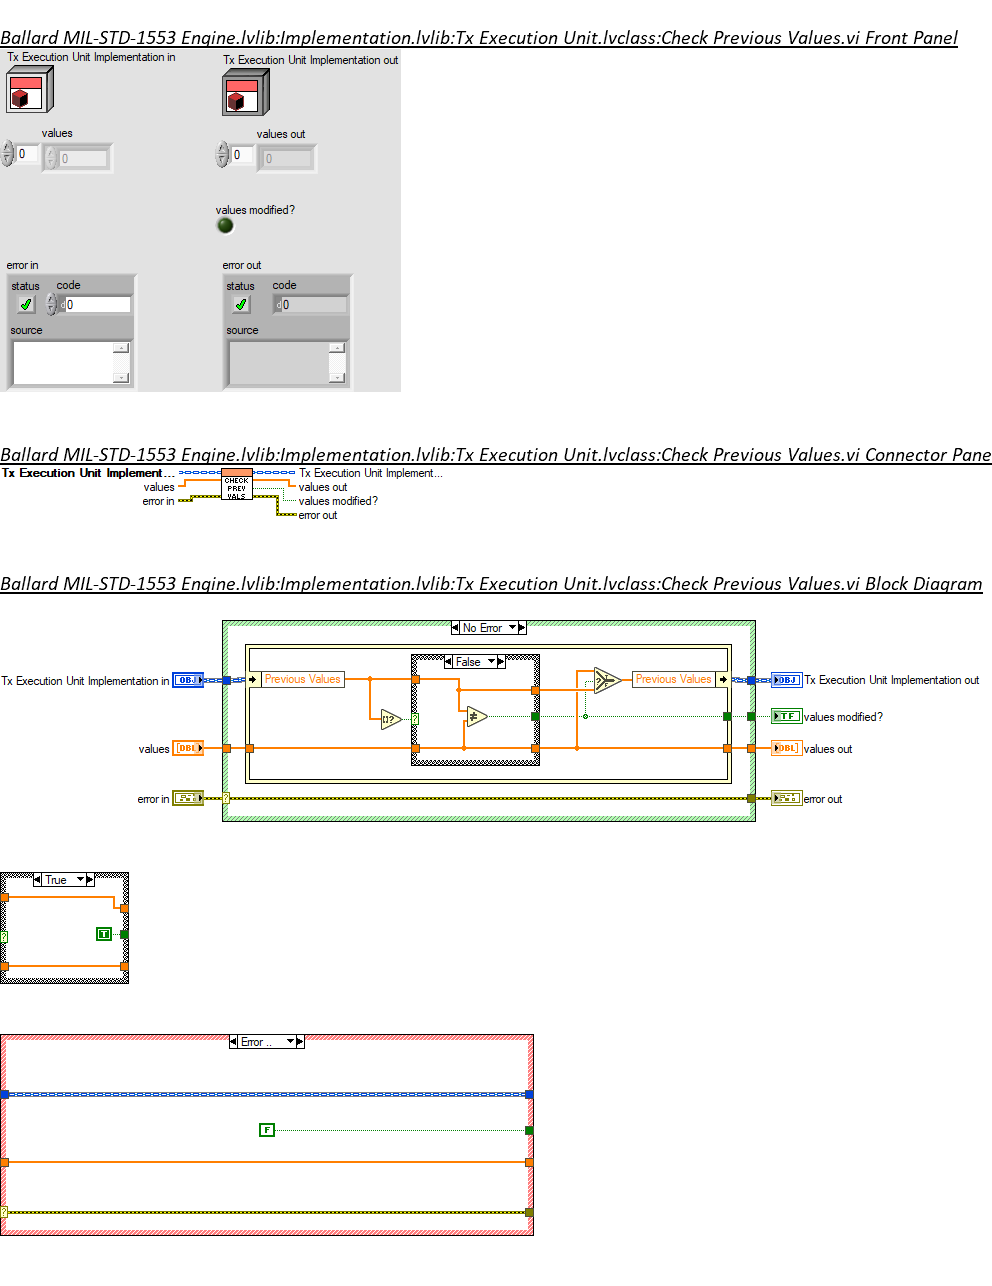 Ballard MIL-STD-1553 Engine.lvlib:Implementation.lvlib:Tx Execution Unit.lvclass:Check Previous Values.vi Front Panel
Tx Execution Unit Implementation in
Tx Execution Unit Implementation out
values
values out
0
0
0
0
values modified?
error in
error out
status
code
status
code
d0
d0
source
source
Ballard MIL-STD-1553 Engine.lvlib:Implementation.lvlib:Tx Execution Unit.lvclass:Check Previous Values.vi Connector Pane
Tx Execution Unit Implement...
Tx Execution Unit Implement...
values
CHECK
PREV
VALS
values out
error in
values modified?
error out
Ballard MIL-STD-1553 Engine.lvlib:Implementation.lvlib:Tx Execution Unit.lvclass:Check Previous Values.vi Block Diagram
No Error
False
Tx Execution Unit Implementation in
OBJ
Previous Values
Previous Values
OBJ
Tx Execution Unit Implementation out
[]?
?
≠
?
T
F
TF
values modified?
values
[DBL]
[DBL]
values out
error in
?
error out
True
?
T
Error ..
F
?